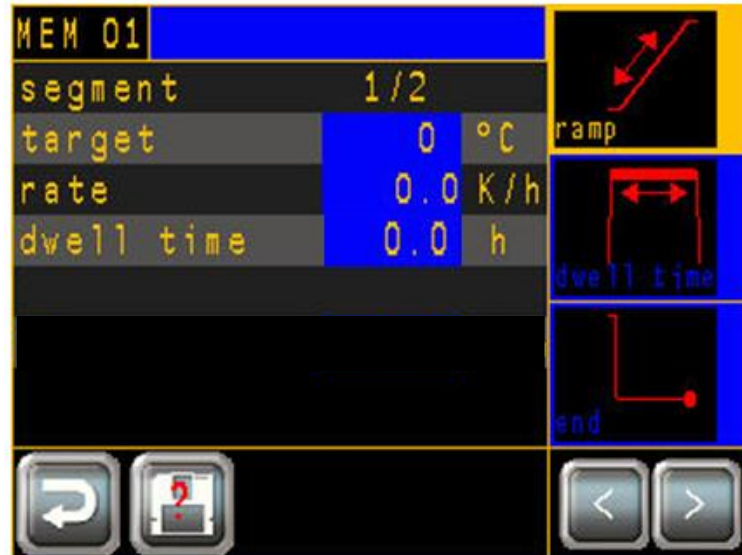 MEM 01
segment 1/2
target 0 °C
rate 0.0 K/h
dwell time 0.0 h
ramp
dwell time
end
?
< >